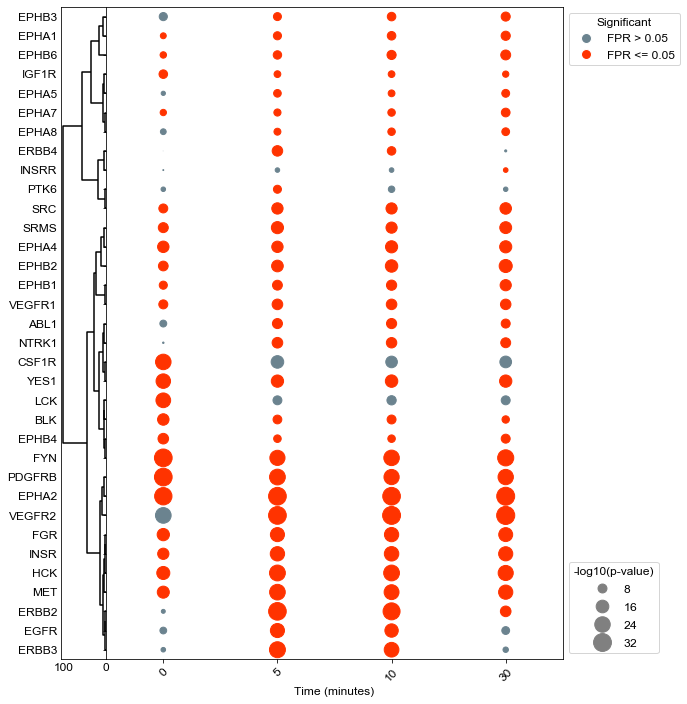 EPHB3
EPHA1
EPHB6
IGF1R
EPHA5
EPHA7
EPHA8
ERBB4
INSRR
PTK6
SRC
SRMS
EPHA4
EPHB2
EPHB1
VEGFR1
ABL1
NTRK1
CSF1R
YES1
LCK
BLK
EPHB4
FYN
PDGFRB
EPHA2
VEGFR2
FGR
INSR
HCK
MET
ERBB2
EGFR
ERBB3
100 0 0 5 10 30
Time (minutes)
Significant
FPR > 0.05
FPR <= 0.05
-log10(p-value)
8
16
24
32